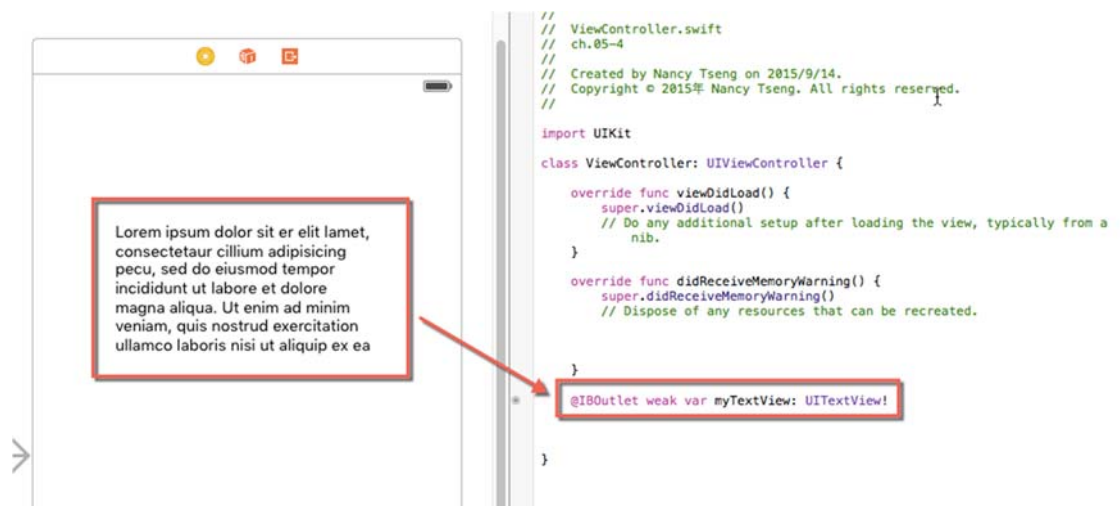 Lorem ipsum dolor sit er elit lamet,
consectetaur cillium adipisicing
pecu, sed do eiusmod tempor
incididunt ut labore et dolore
magna aliqua. Ut enim ad minim
veniam, quis nostrud exercitation
ullamco laboris nisi ut aliquip ex ea
//
// ViewController.swift
// ch.05-4
//
// Created by Nancy Tseng on 2015/9/14.
// Copyright © 2015年 Nancy Tseng. All rights reserved.
//
import UIKit
class ViewController: UIViewController {
override func viewDidLoad() {
super.viewDidLoad()
// Do any additional setup after loading the view, typically from a
nib.
}
override func didReceiveMemoryWarning() {
super.didReceiveMemoryWarning()
// Dispose of any resources that can be recreated.
}
@IBOutlet weak var myTextView: UITextView!
}